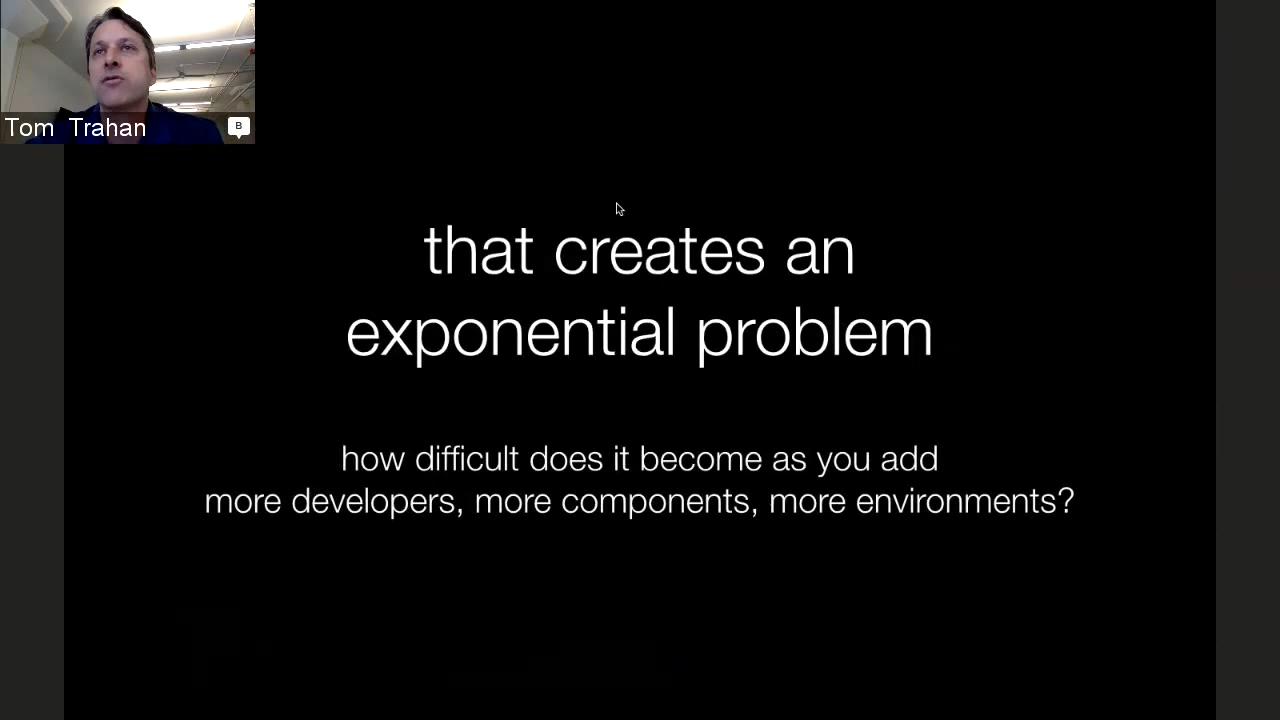 Tom Trahan
B
that creates an
exponential problem
how difficult does it become as you add
more developers, more components, more environments?